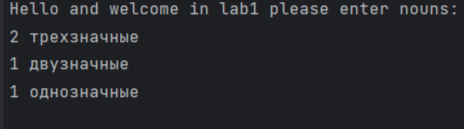 Hello and welcome in lab1 please enter nouns:
2 трехзначные
1 двузначные
1 однозначные